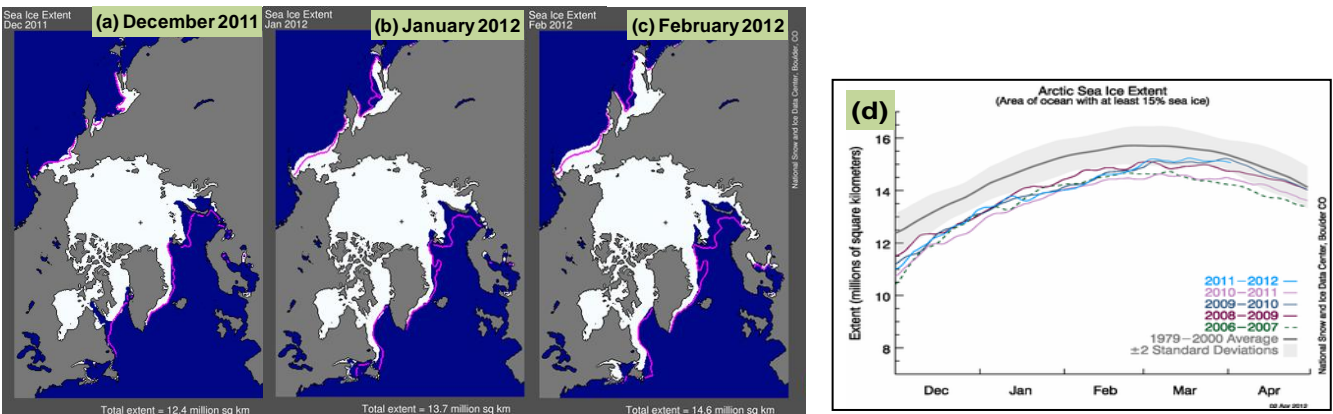 Sea Ice Extent
Dec 2011
(a) December 2011
Total extent = 12.4 million sq km
Sea Ice Extent
Jan 2012
(b) January 2012
Total extent = 13.7 million sq km
Sea Ice Extent
Feb 2012
(c) February 2012
National Snow and Ice Data Center, Boulder, CO
Total extent = 14.6 million sq km
(d)
Arctic Sea Ice Extent
(Area of ocean with at least 15% sea ice)
Extent (millions of square kilometers)
16
14
12
10
8
2011−2012
2010−2011
2009−2010
2008−2009
2006−2007
1979−2000 Average
±2 Standard Deviations
Dec Jan Feb Mar Apr
National Snow and Ice Data Center, Boulder CO
02 Apr 2012